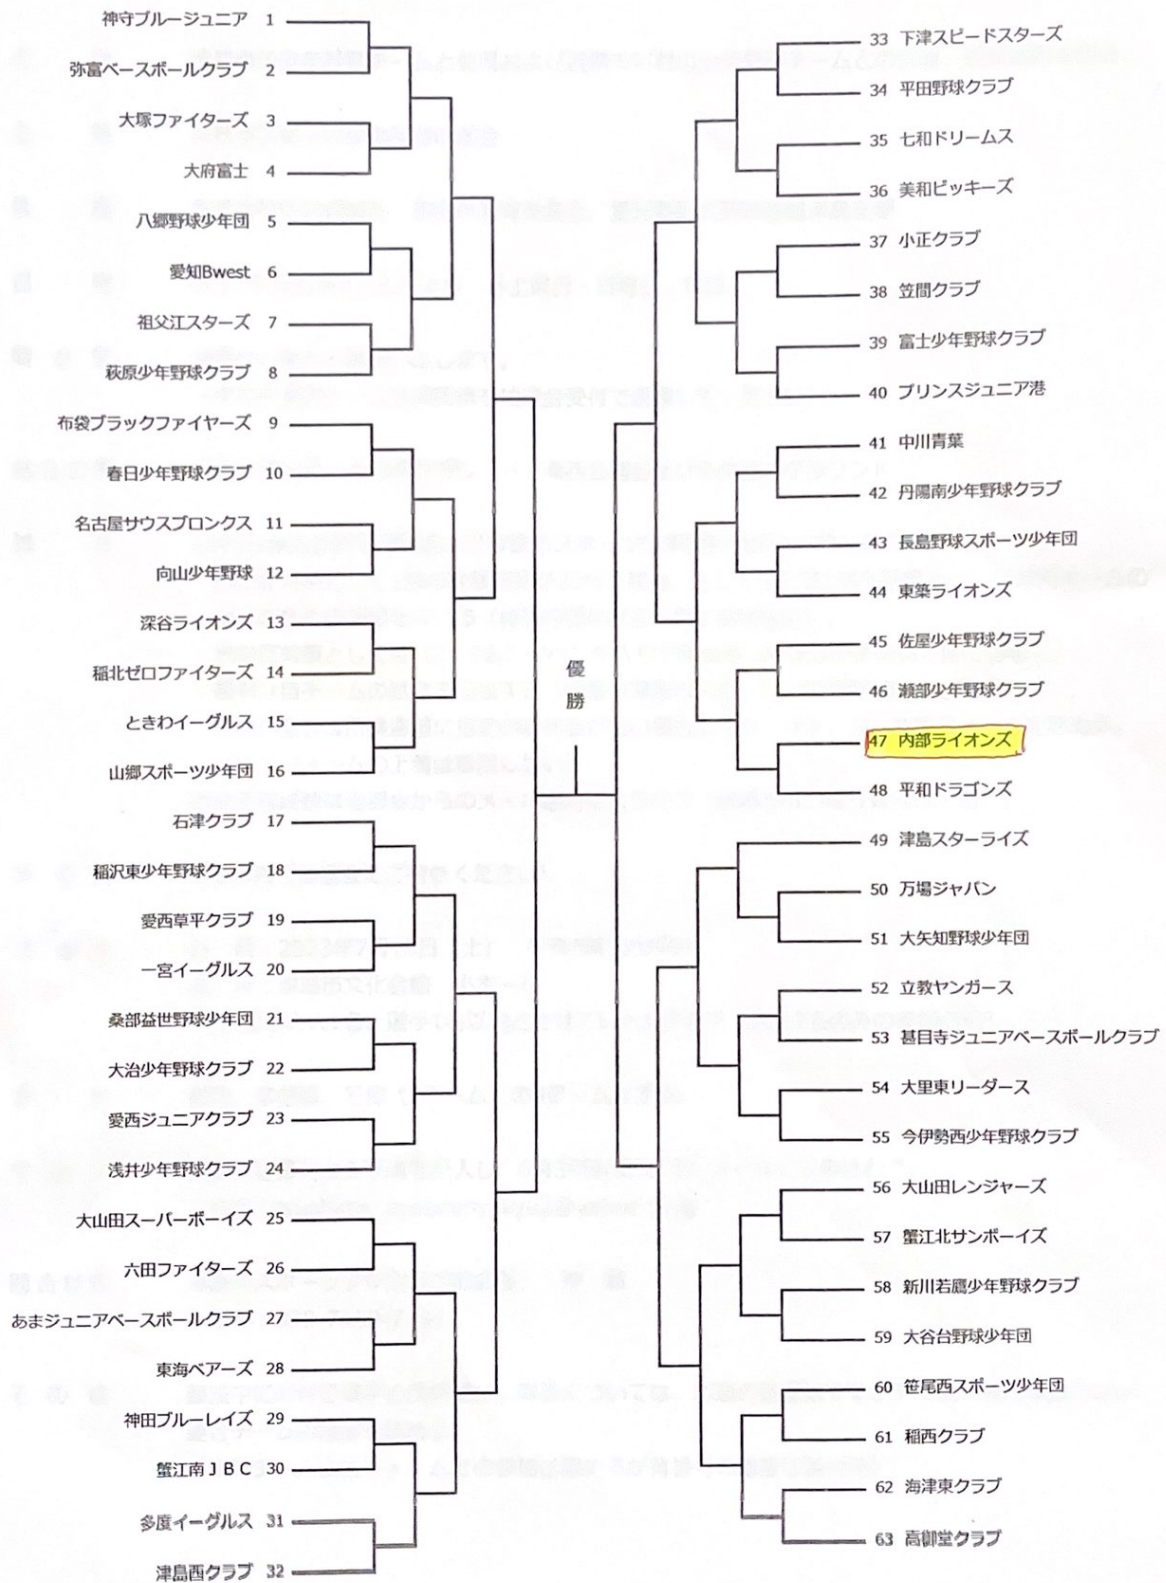 神守ブルージュニア 1
弥富ベースボールクラブ 2
大塚ファイターズ 3
大府富士 4
八郷野球少年団 5
愛知Bwest 6
祖父江スターズ 7
萩原少年野球クラブ 8
布袋ブラックファイヤーズ 9
春日少年野球クラブ 10
名古屋サウスブロンクス 11
向山少年野球 12
深谷ライオンズ 13
稲北ゼロファイターズ 14
ときわイーグルス 15
山郷スポーツ少年団 16
石津クラブ 17
稲沢東少年野球クラブ 18
愛西草平クラブ 19
一宮イーグルス 20
桑部益世野球少年団 21
大治少年野球クラブ 22
愛西ジュニアクラブ 23
浅井少年野球クラブ 24
大山田スーパーボーイズ 25
六田ファイターズ 26
あまジュニアベースボールクラブ 27
東海ベアーズ 28
神田ブルーレイズ 29
蟹江南JBC 30
多度イーグルス 31
津島西クラブ 32
優勝
33 下津スピードスターズ
34 平田野球クラブ
35 七和ドリームス
36 美和ビッキーズ
37 小正クラブ
38 笠間クラブ
39 富士少年野球クラブ
40 プリンスジュニア港
41 中川青葉
42 丹陽南少年野球クラブ
43 長島野球スポーツ少年団
44 東築ライオンズ
45 佐屋少年野球クラブ
46 瀬部少年野球クラブ
47 内部ライオンズ
48 平和ドラゴンズ
49 津島スターライズ
50 万場ジャパン
51 大矢知野球少年団
52 立教ヤンガース
53 甚目寺ジュニアベースボールクラブ
54 大里東リーダース
55 今伊勢西少年野球クラブ
56 大山田レンジャーズ
57 蟹江北サンボーイズ
58 新川若鷹少年野球クラブ
59 大谷台野球少年団
60 笹尾西スポーツ少年団
61 稲西クラブ
62 海津東クラブ
63 高御堂クラブ